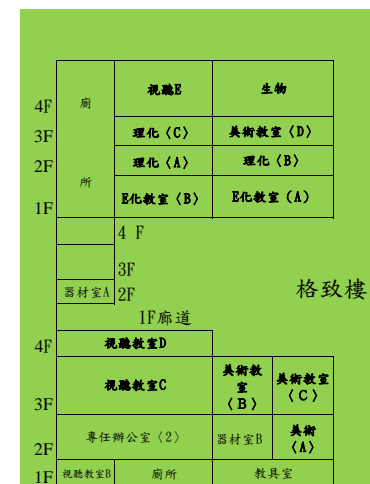 視聽E 生物
4F 廁
3F 理化〈C〉 美術教室〈D〉
2F 理化〈A〉 理化〈B〉
所
1F E化教室〈B〉 E化教室〈A〉
4 F
3F
器材室A 2F 格致樓
1F廊道
4F 視聽教室D
視聽教室C 美術教室〈B〉 美術教室〈C〉
3F
2F 專任辦公室〈2〉 器材室B 美術〈A〉
1F 視聽教室B 廁所 教具室